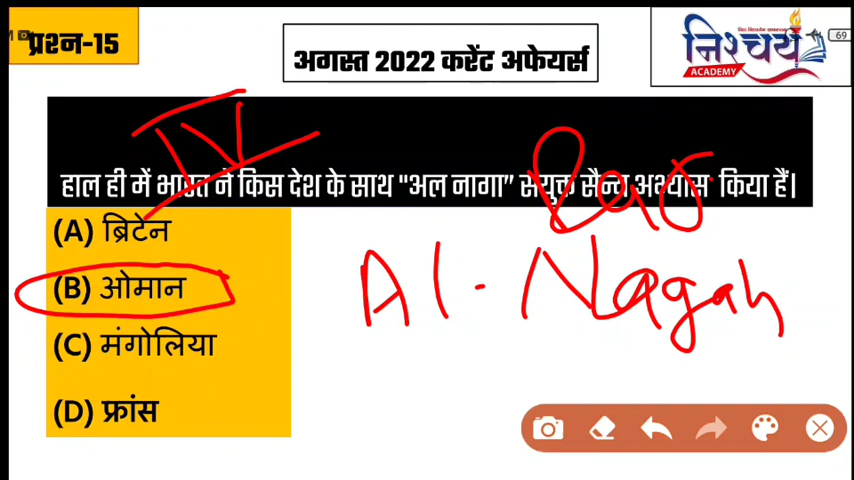 प्रश्न-15
अगस्त 2022 करेंट अफेयर्स
निश्चय
ACADEMY
69
IV
हाल ही में भारत ने किस देश के साथ "अल नागा” संयुक्त सैन्य अभ्यास किया हैं।
(A) ब्रिटेन
(B) ओमान
Al-Nagah
(C) मंगोलिया
(D) फ्रांस